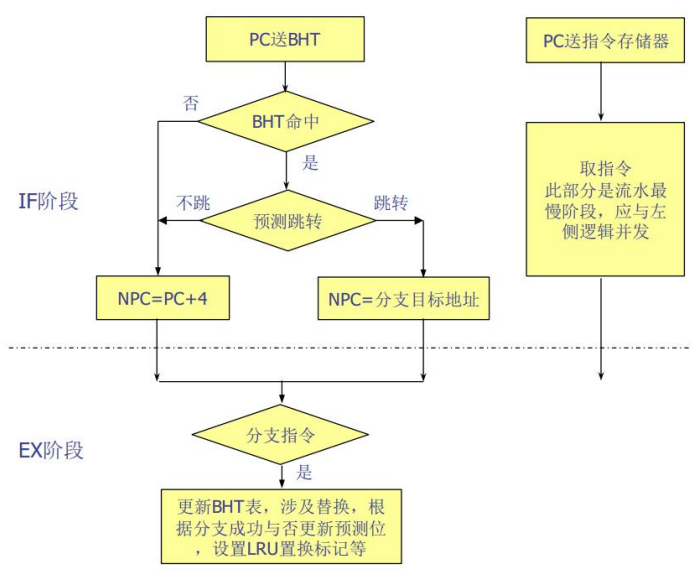 PC送BHT
PC送指令存储器
否
BHT命中
是
取指令
此部分是流水最
慢阶段，应与左
侧逻辑并发
IF阶段
不跳
预测跳转
跳转
NPC=PC+4
NPC=分支目标地址
分支指令
EX阶段
是
更新BHT表，涉及替换，根
据分支成功与否更新预测位
，设置LRU置换标记等